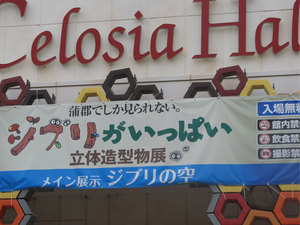 Celosia Hal
蒲郡でしか見られない。
ジブリがいっぱい
立体造型物展
メイン展示 ジブリの空
入場無料
館内禁
飲食禁
撮影禁